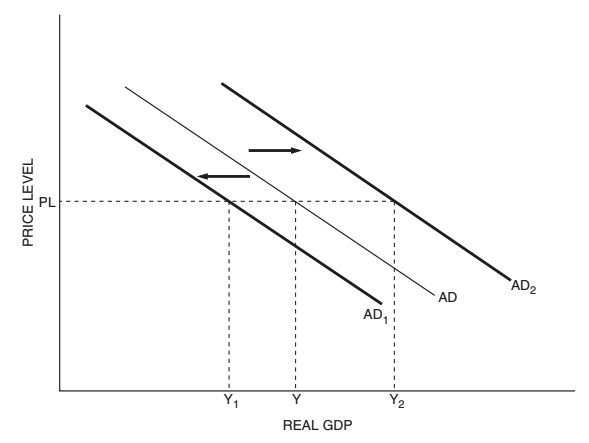 PRICE LEVEL
PL
AD₂
AD
AD₁
Y₁
Y
Y₂
REAL GDP